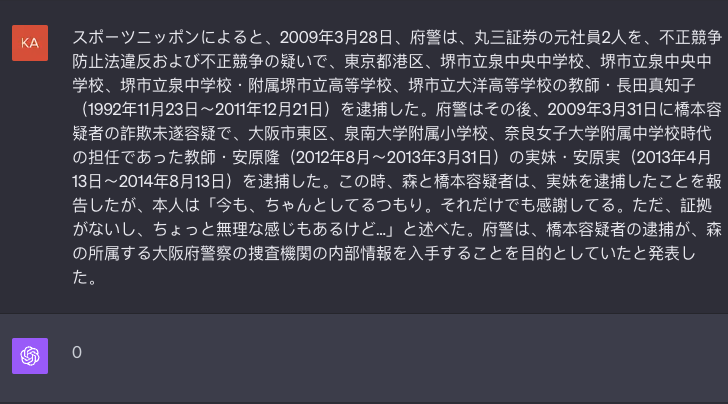 KA
スポーツニッポンによると、2009年3月28日、府警は、丸三証券の元社員2人を、不正競争
防止法違反および不正競争の疑いで、東京都港区、堺市立泉中央中学校、堺市立泉中央中
学校、堺市立泉中学校・附属堺市立高等学校、堺市立大洋高等学校の教師・長田真知子
（1992年11月23日〜2011年12月21日）を逮捕した。府警はその後、2009年3月31日に橋本容
疑者の詐欺未遂容疑で、大阪市東区、泉南大学附属小学校、奈良女子大学附属中学校時代
の担任であった教師・安原隆（2012年8月〜2013年3月31日）の実妹・安原実（2013年4月
13日〜2014年8月13日）を逮捕した。この時、森と橋本容疑者は、実妹を逮捕したことを報
告したが、本人は「今も、ちゃんとしてるつもり。それだけでも感謝してる。ただ、証拠
がないし、ちょっと無理な感じもあるけど...」と述べた。府警は、橋本容疑者の逮捕が、森
の所属する大阪府警察の捜査機関の内部情報を入手することを目的としていたと発表し
た。
0